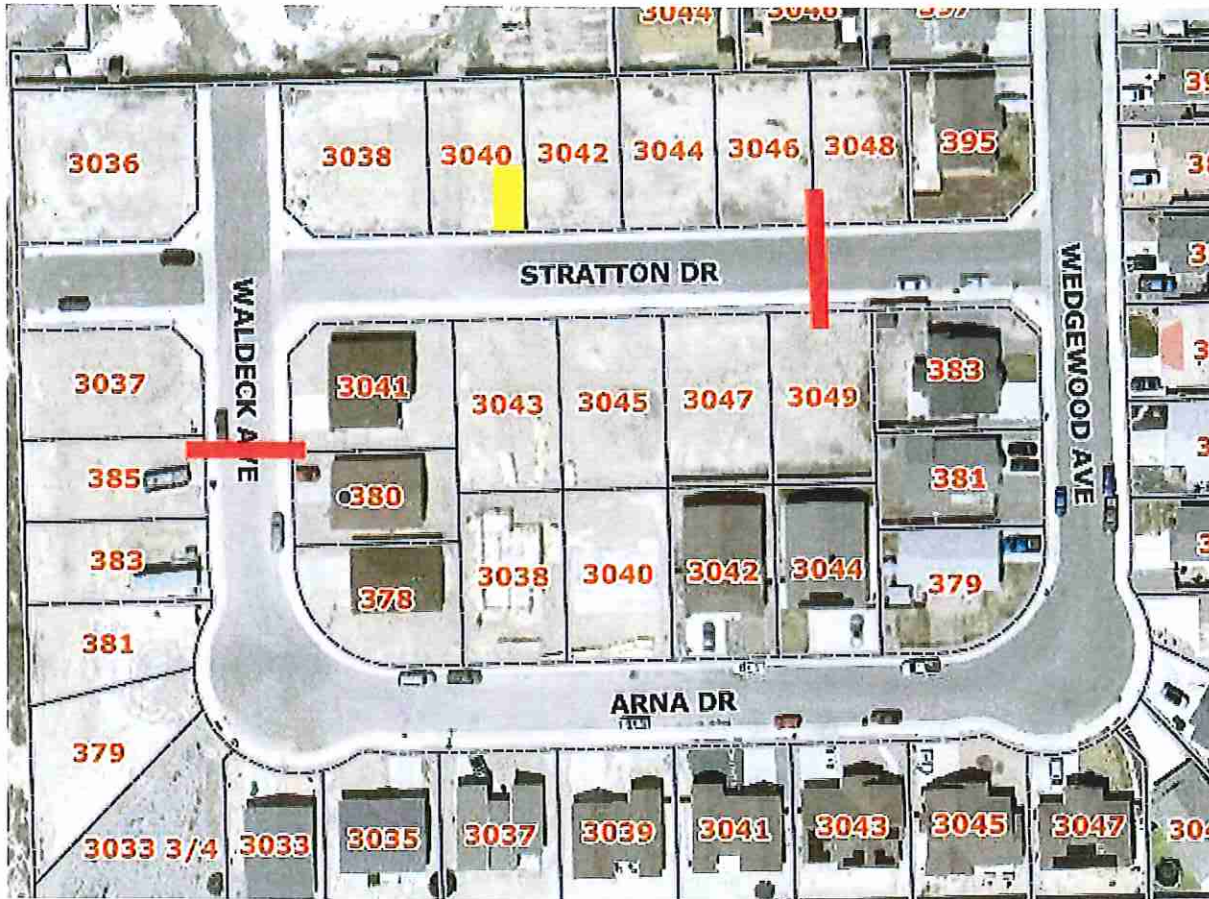 3044 3046 397
3036 3038 3040 3042 3044 3046 3048 395
STRATTON DR
WALDECK AVE
WEDGEWOOD AVE
3037 3041 3043 3045 3047 3049 383
385 380 381
383 378 3038 3040 3042 3044 379
381
ARNA DR
379
3033 3/4 3033 3035 3037 3039 3041 3043 3045 3047